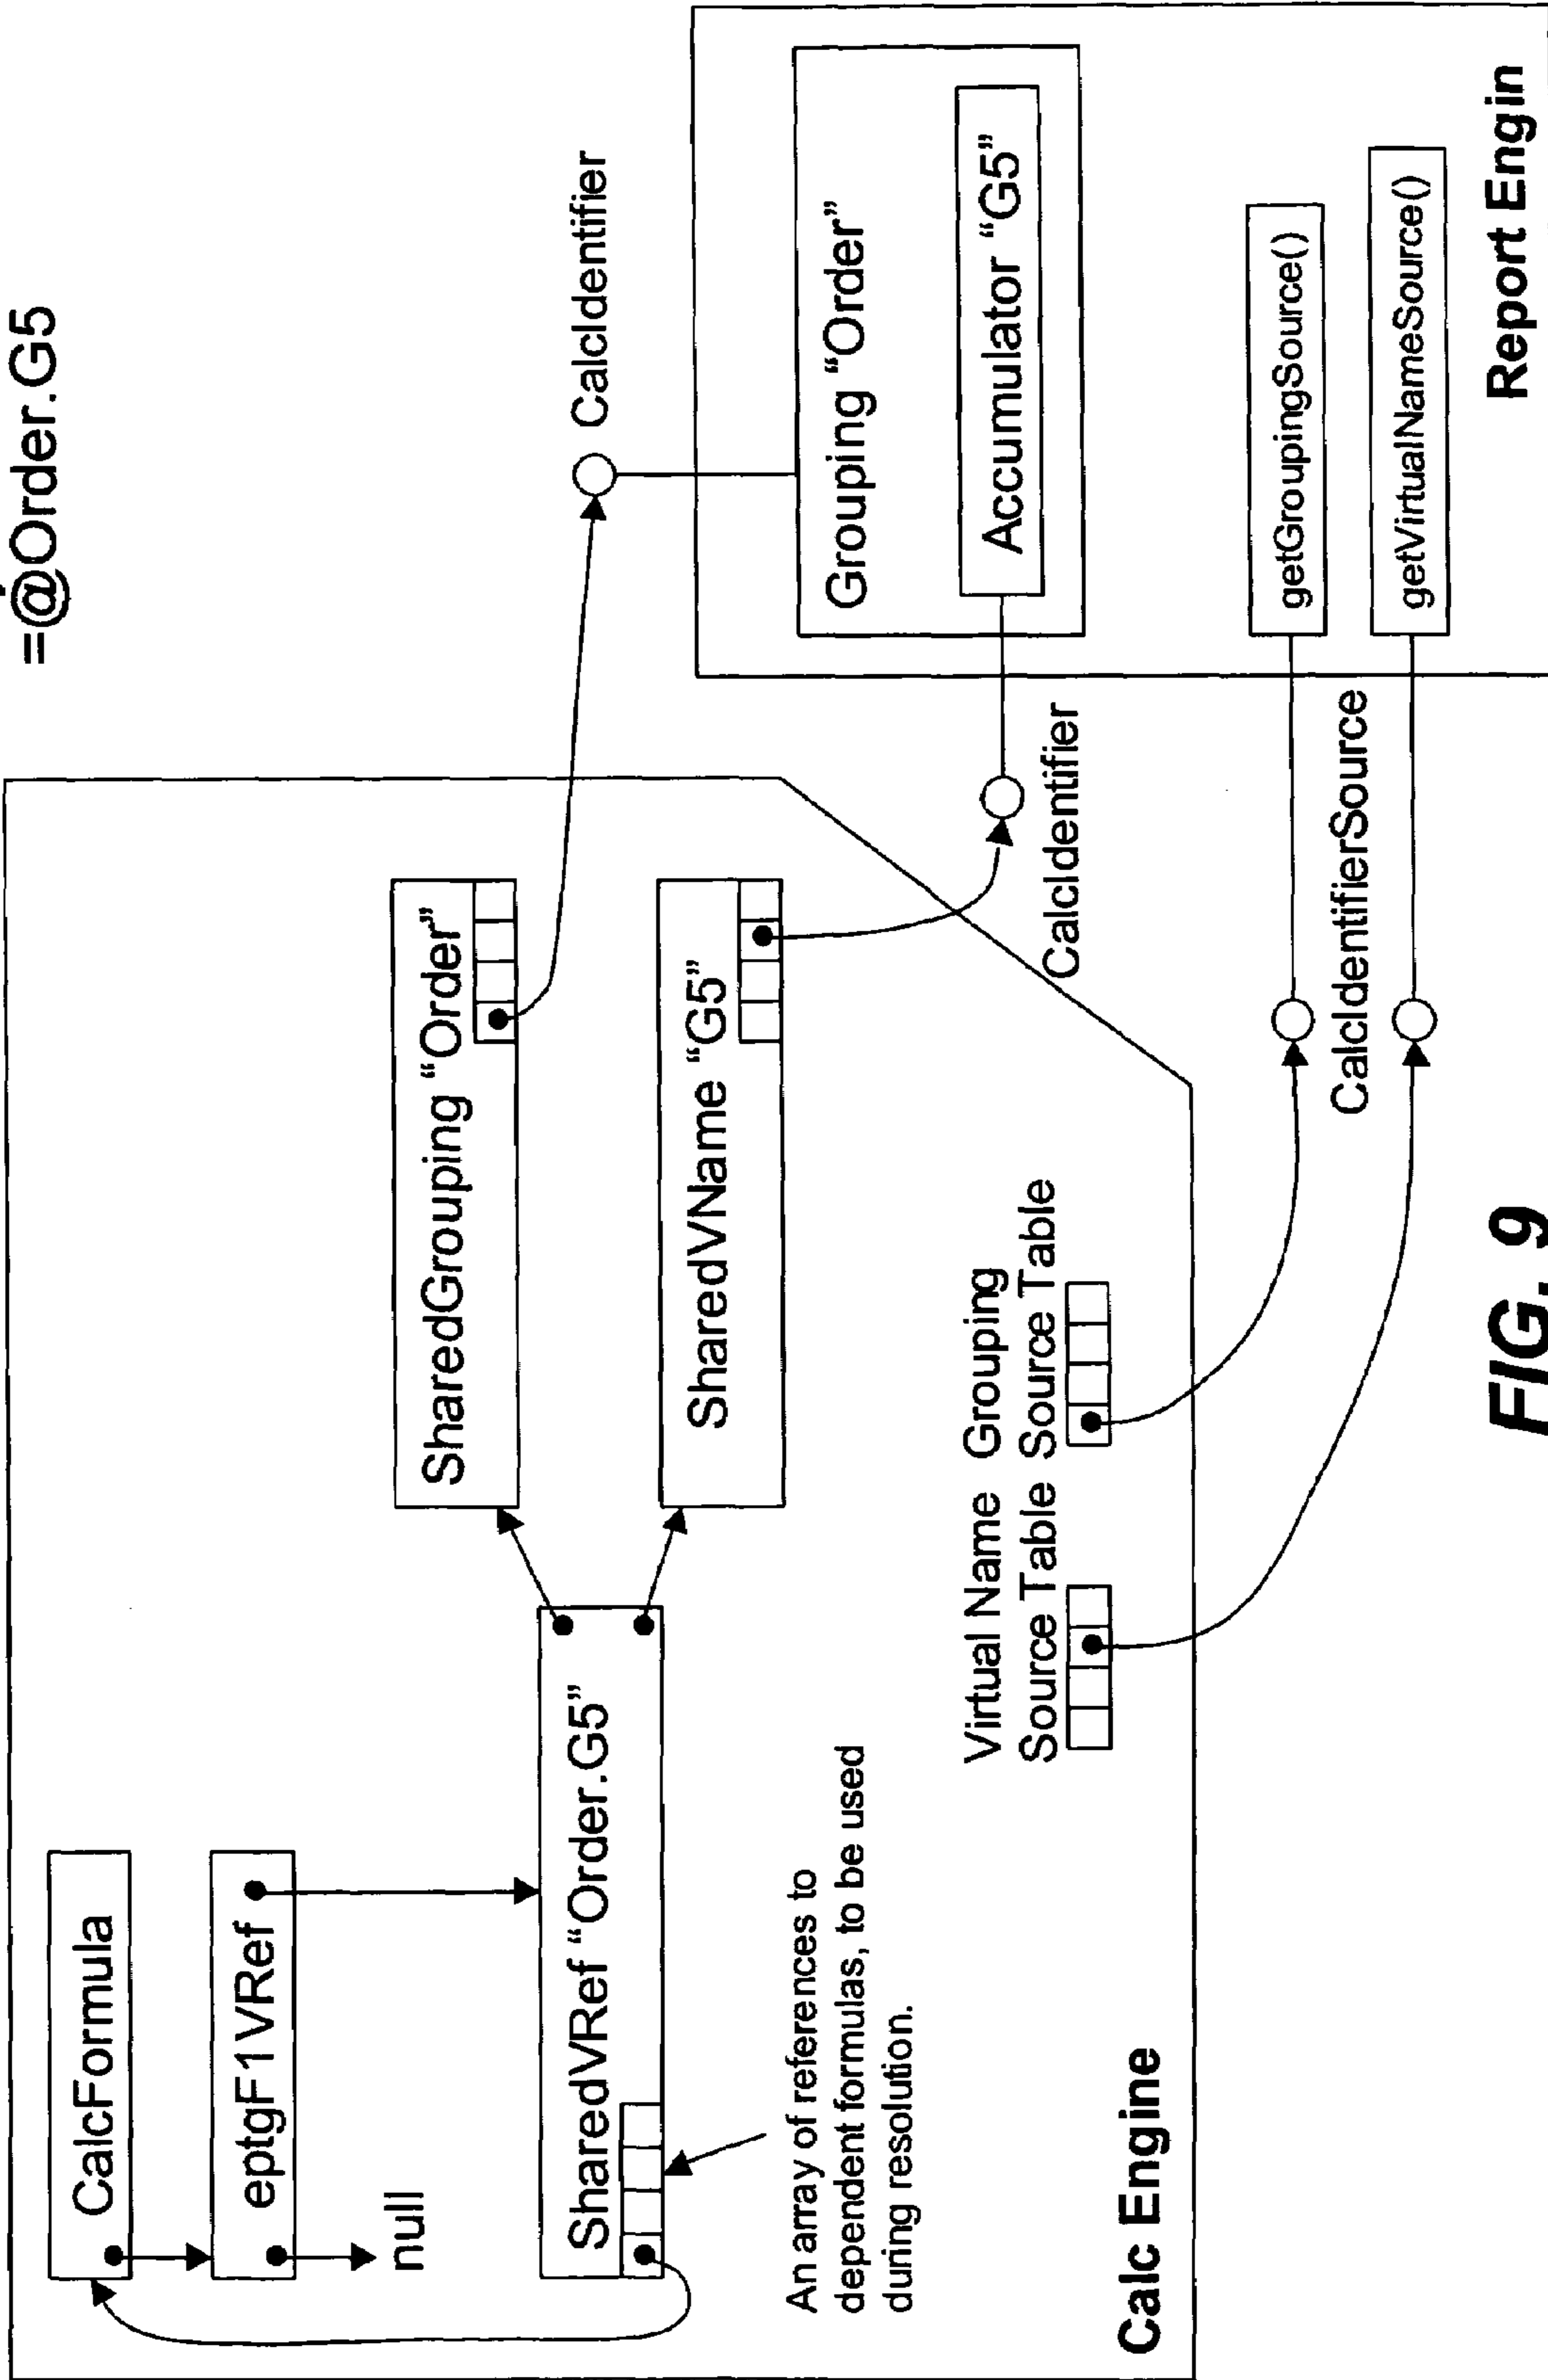 =@Order.G5
CalcFormula
eptgF1VRef
null
SharedVRef “Order.G5”
An array of references to
dependent formulas, to be used
during resolution.
SharedGrouping “Order”
SharedVName “G5”
Virtual Name
Source Table
Grouping
Source Table
Calc Engine
CalcIdentifier
CalcIdentifier
CalcIdentifierSource
Grouping “Order”
Accumulator “G5”
getGroupingSource()
getVirtualNameSource()
Report Engin
FIG. 9